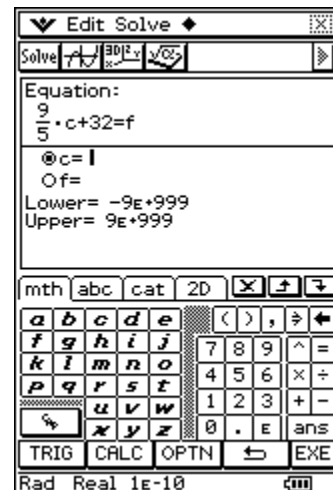 Edit Solve
Solve
Equation:
9/5·c+32=f
c=
f=
Lower= -9E+999
Upper= 9E+999
mth abc cat 2D
a b c d e ( ) ,
f g h i j 7 8 9 ^ =
k l m n o 4 5 6 × ÷
p q r s t 1 2 3 + -
u v w
x y z 0 . E ans
TRIG CALC OPTN EXE
Rad Real 1E-10